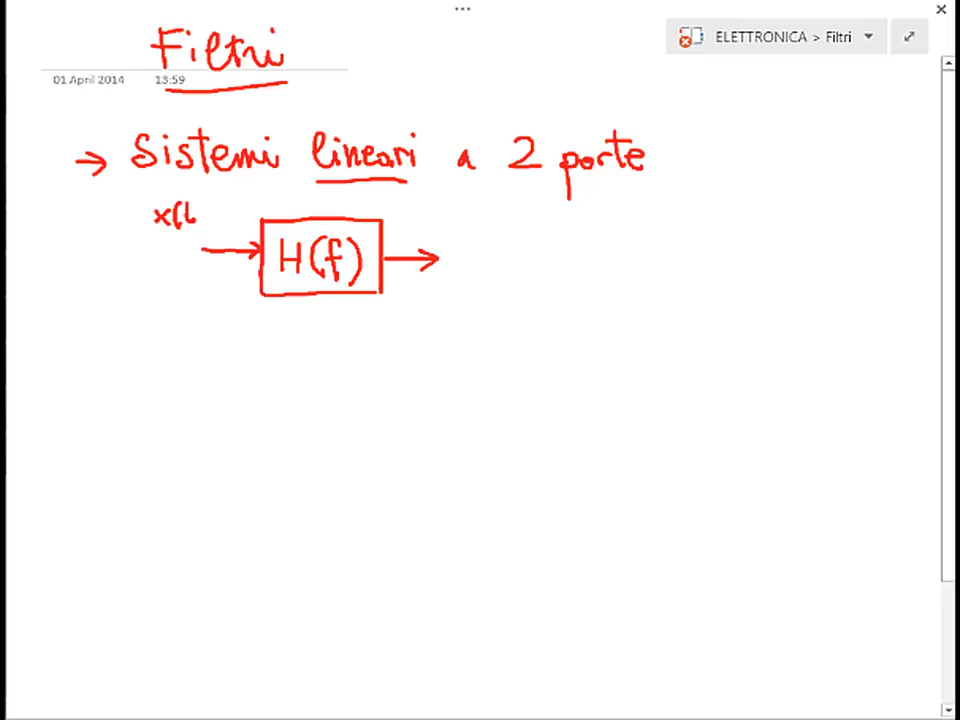 ELETTRONICA > Filtri
Filtri
01 April 2014 13:59
→ Sistemi lineari a 2 porte
x(t
H(f)